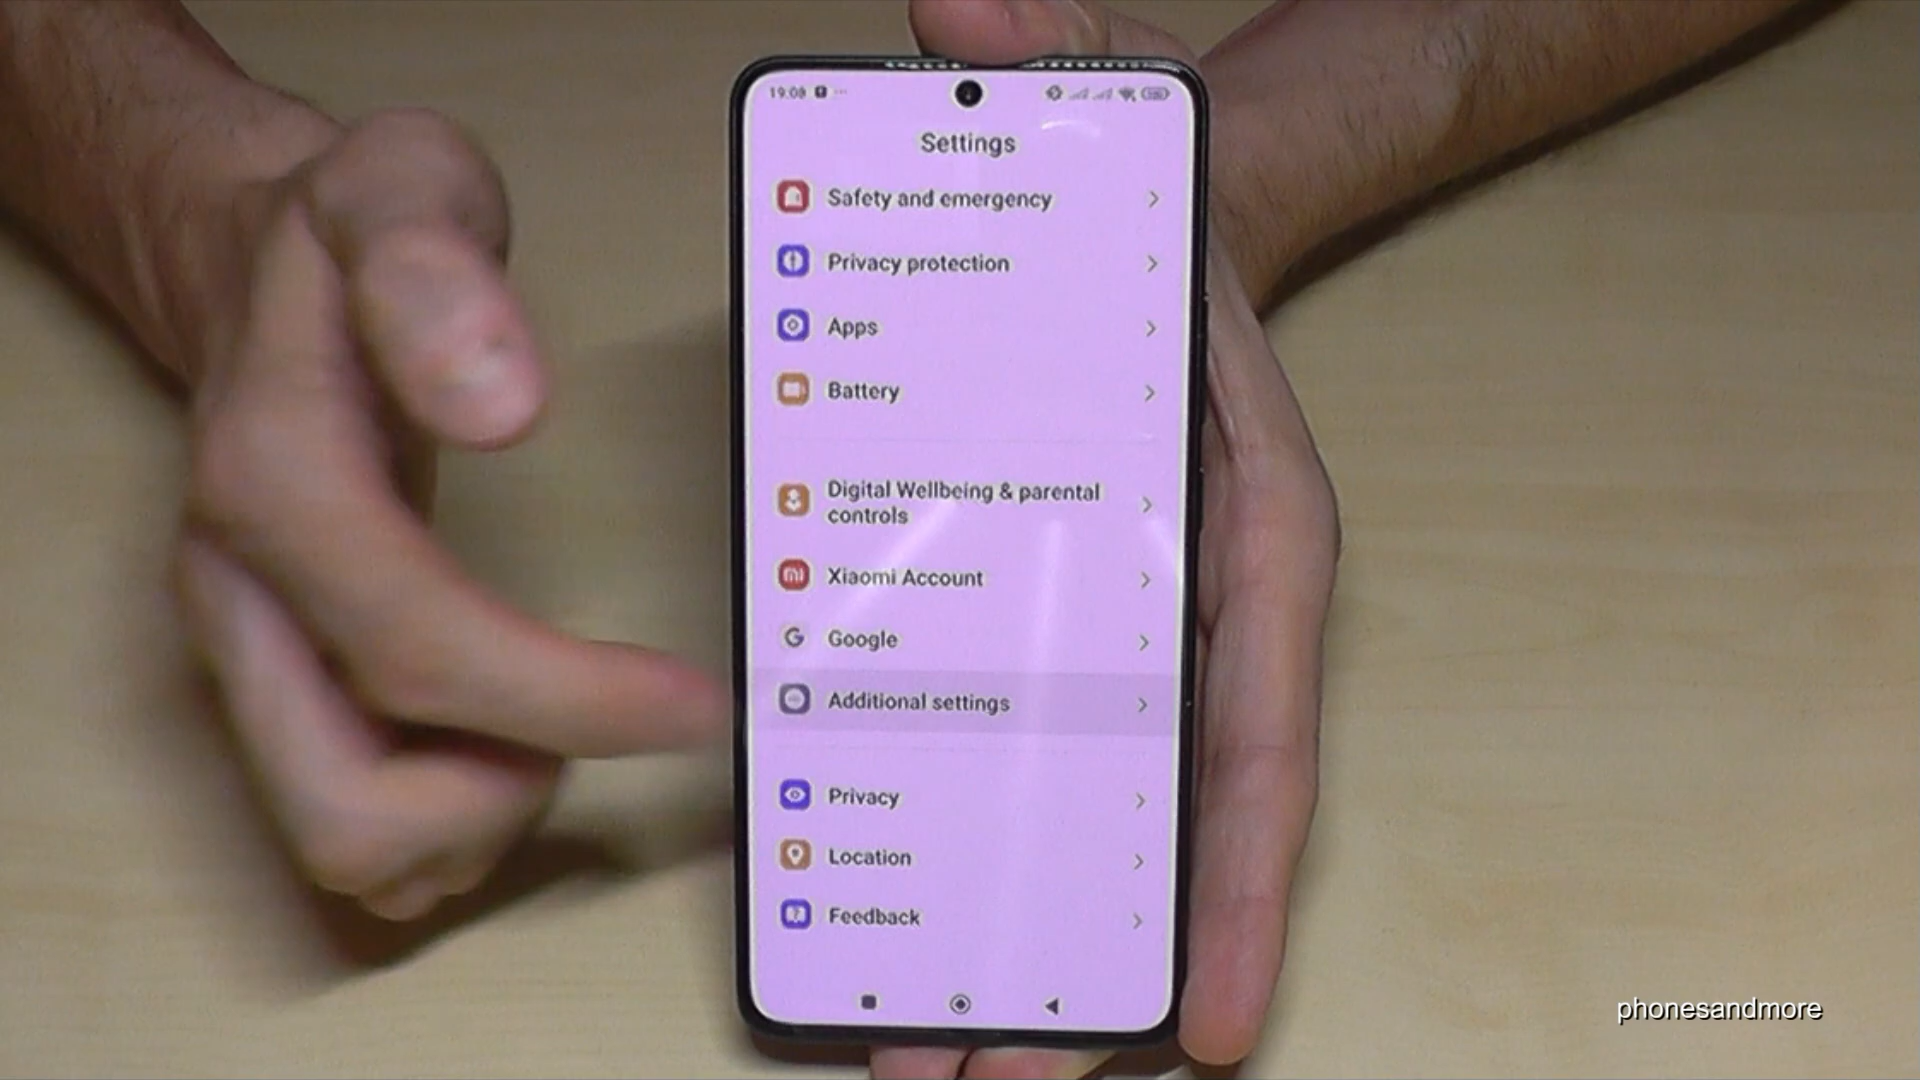 19:08
Settings
Safety and emergency
Privacy protection
Apps
Battery
Digital Wellbeing & parental
controls
Xiaomi Account
Google
Additional settings
Privacy
Location
Feedback
phonesandmore